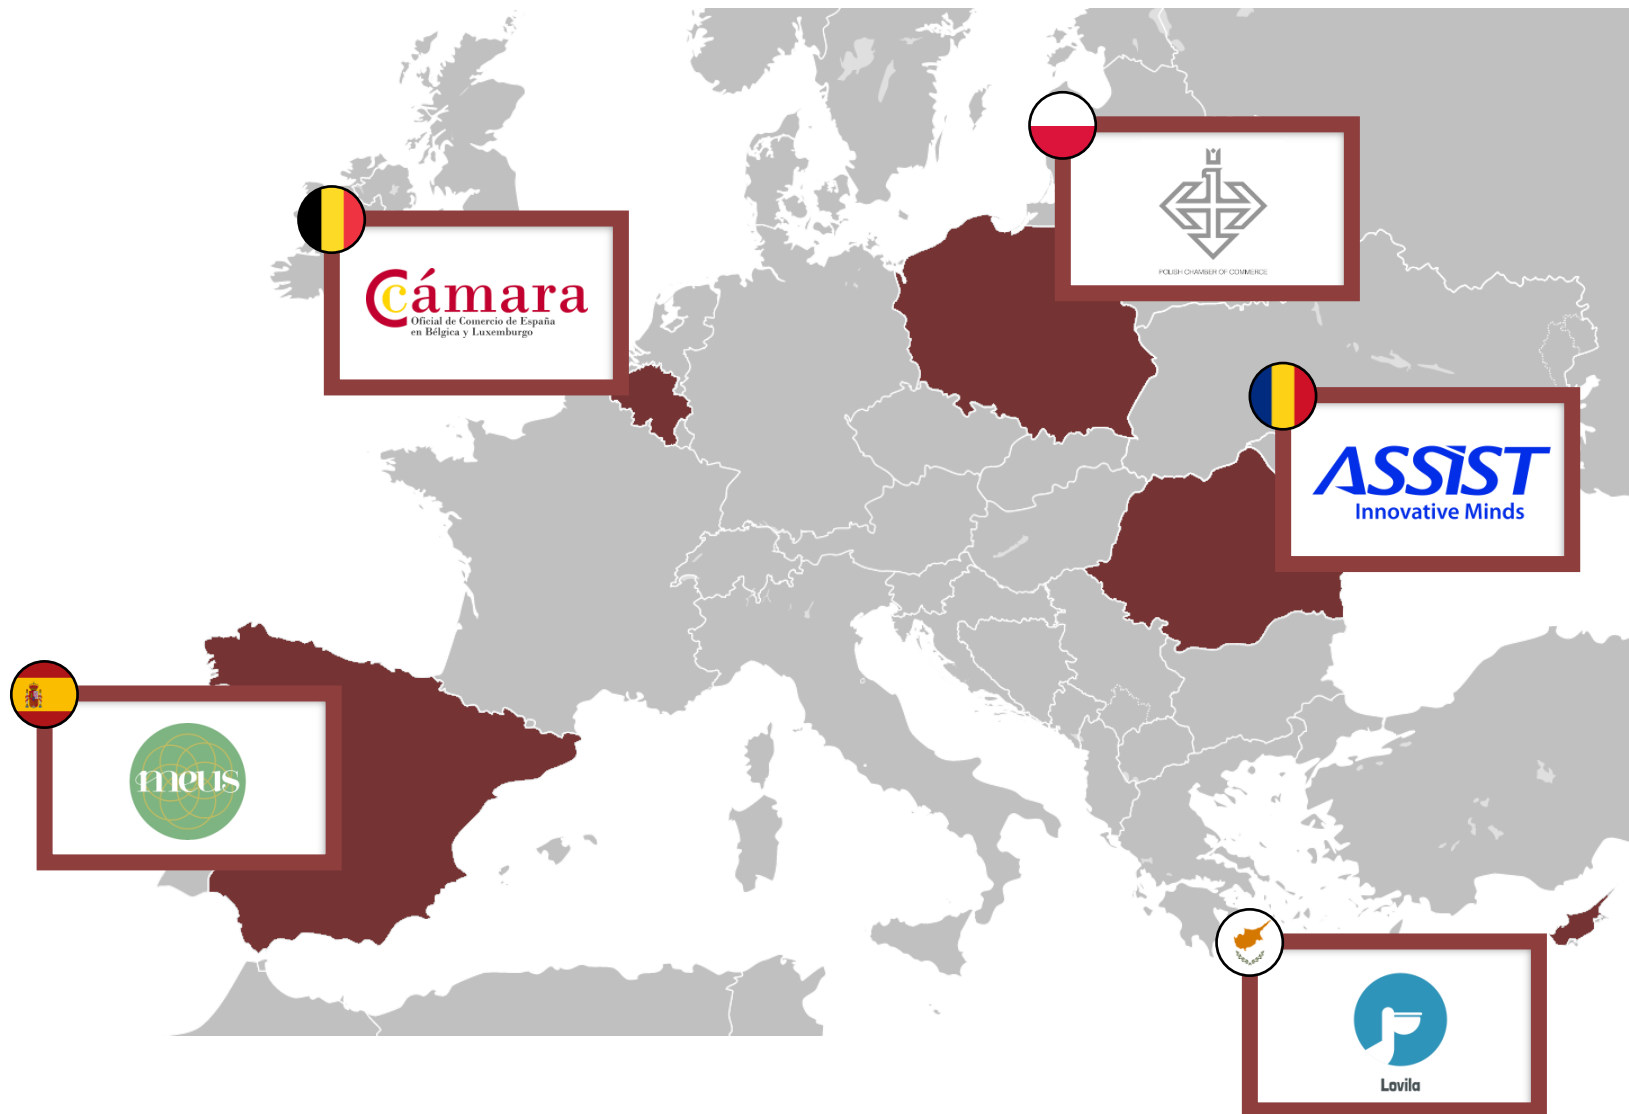 POLISH CHAMBER OF COMMERCE
Cámara
Oficial de Comercio de España
en Bélgica y Luxemburgo
ASSIST
Innovative Minds
meus
Lovila